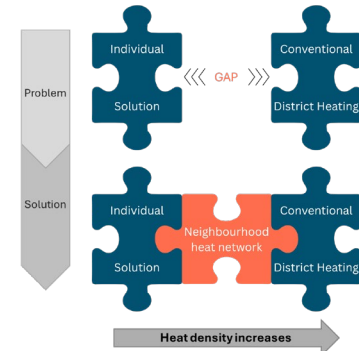 Problem
Individual
Solution
<<< GAP >>>
Conventional
District Heating
Solution
Individual
Solution
Neighbourhood
heat network
Conventional
District Heating
Heat density increases